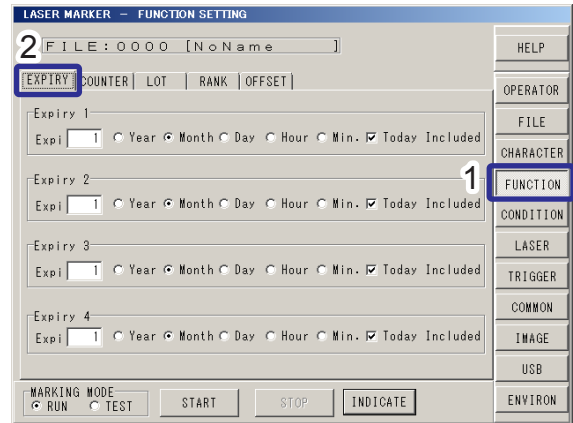 LASER MARKER – FUNCTION SETTING
2
FILE:0000 [NoName ]
EXPIRY COUNTER LOT RANK OFFSET
Expiry 1
Expi 1 Year Month Day Hour Min. Today Included
Expiry 2
Expi 1 Year Month Day Hour Min. Today Included
Expiry 3
Expi 1 Year Month Day Hour Min. Today Included
Expiry 4
Expi 1 Year Month Day Hour Min. Today Included
MARKING MODE
RUN TEST START STOP INDICATE
HELP
OPERATOR
FILE
CHARACTER
1
FUNCTION
CONDITION
LASER
TRIGGER
COMMON
IMAGE
USB
ENVIRON